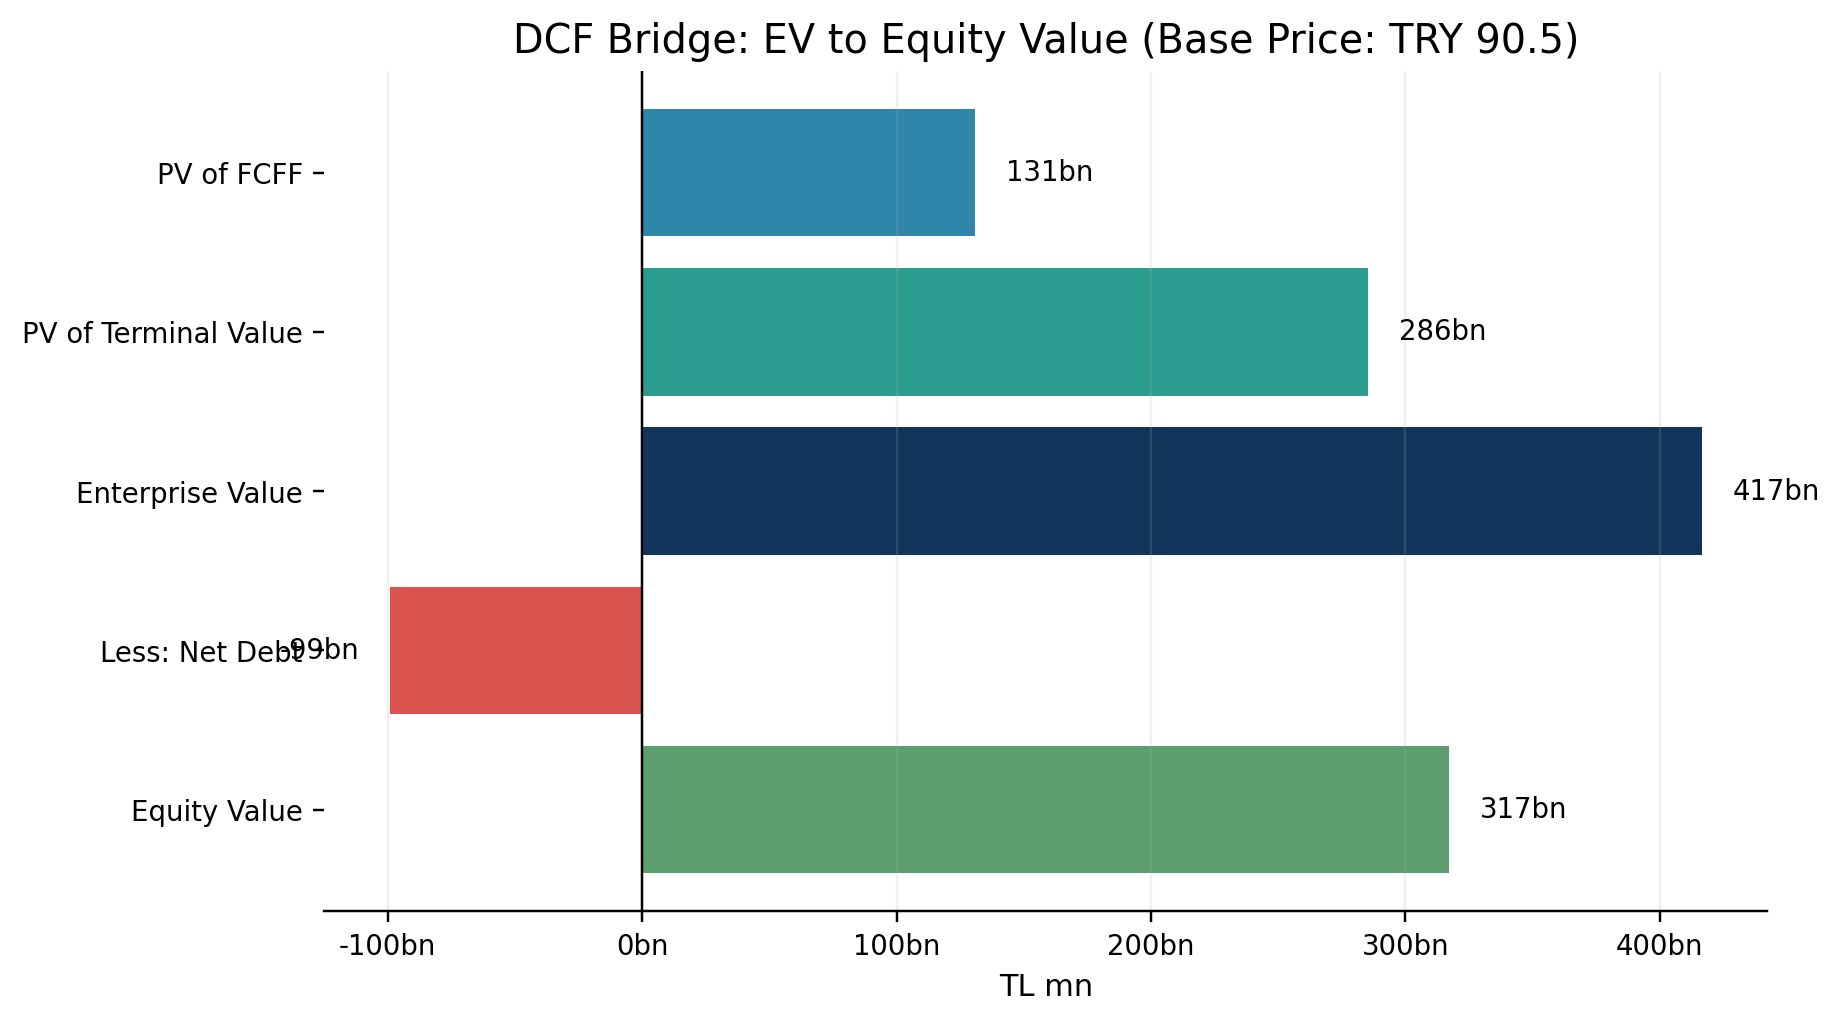 DCF Bridge: EV to Equity Value (Base Price: TRY 90.5)
PV of FCFF
131bn
PV of Terminal Value
286bn
Enterprise Value
417bn
Less: Net Debt
-99bn
Equity Value
317bn
-100bn 0bn 100bn 200bn 300bn 400bn
TL mn